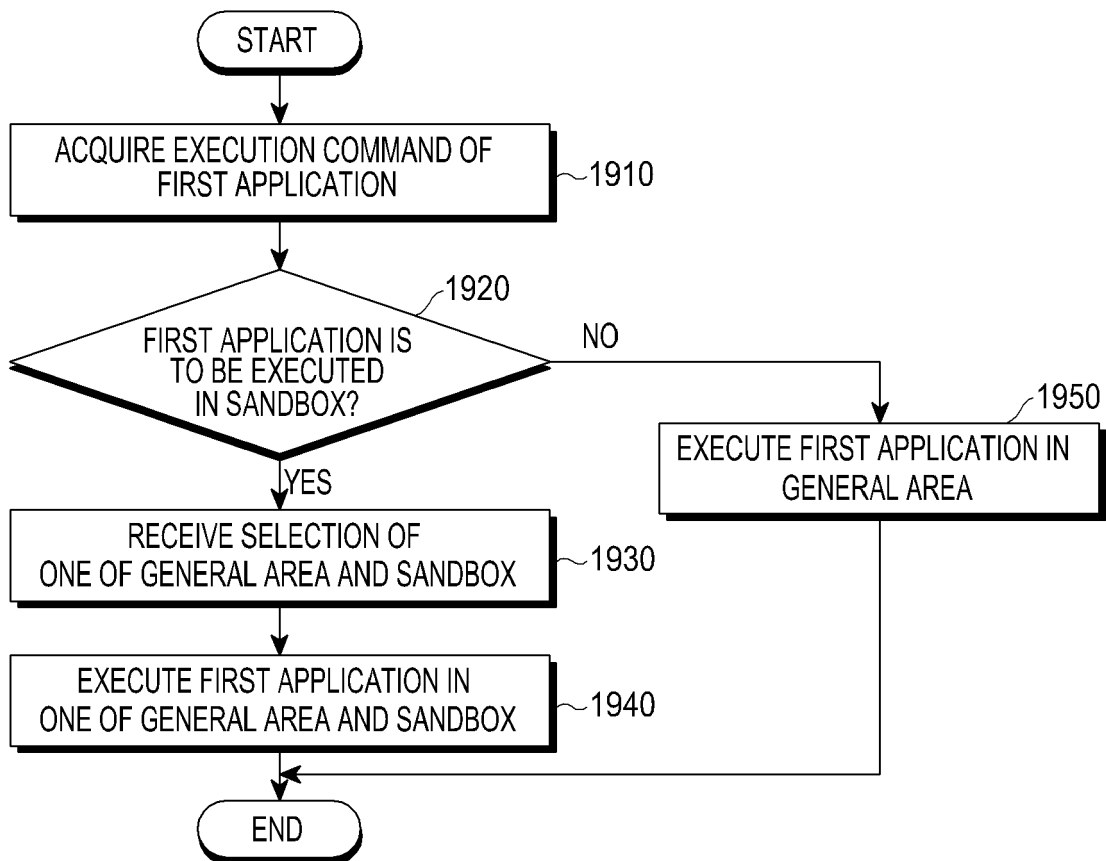 START
ACQUIRE EXECUTION COMMAND OF
FIRST APPLICATION
1910
1920
FIRST APPLICATION IS
TO BE EXECUTED
IN SANDBOX?
NO
YES
1950
EXECUTE FIRST APPLICATION IN
GENERAL AREA
RECEIVE SELECTION OF
ONE OF GENERAL AREA AND SANDBOX
1930
EXECUTE FIRST APPLICATION IN
ONE OF GENERAL AREA AND SANDBOX
1940
END